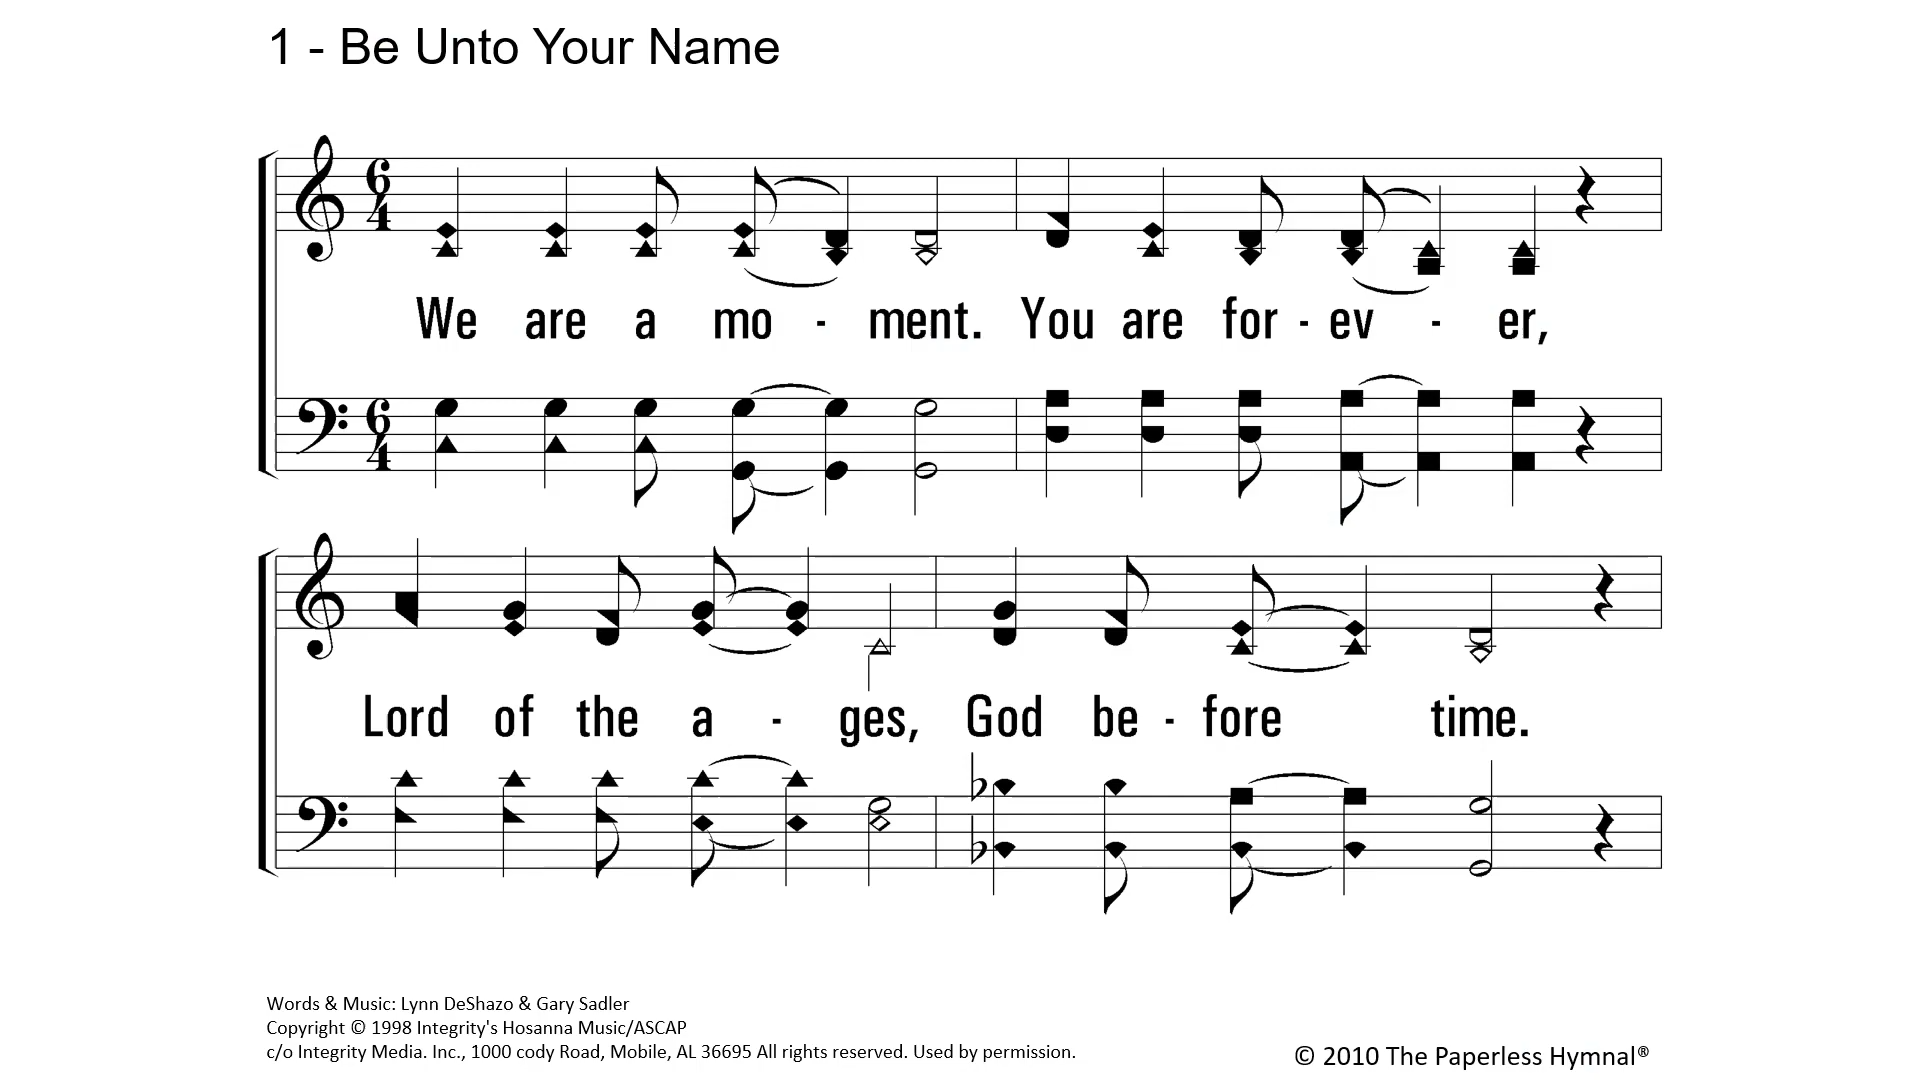 1 - Be Unto Your Name
6
4
We are a mo - ment. You are for - ev - er,
6
4
Lord of the a - ges, God be - fore time.
Words & Music: Lynn DeShazo & Gary Sadler
Copyright © 1998 Integrity's Hosanna Music/ASCAP
c/o Integrity Media. Inc., 1000 cody Road, Mobile, AL 36695 All rights reserved. Used by permission.
© 2010 The Paperless Hymnal®